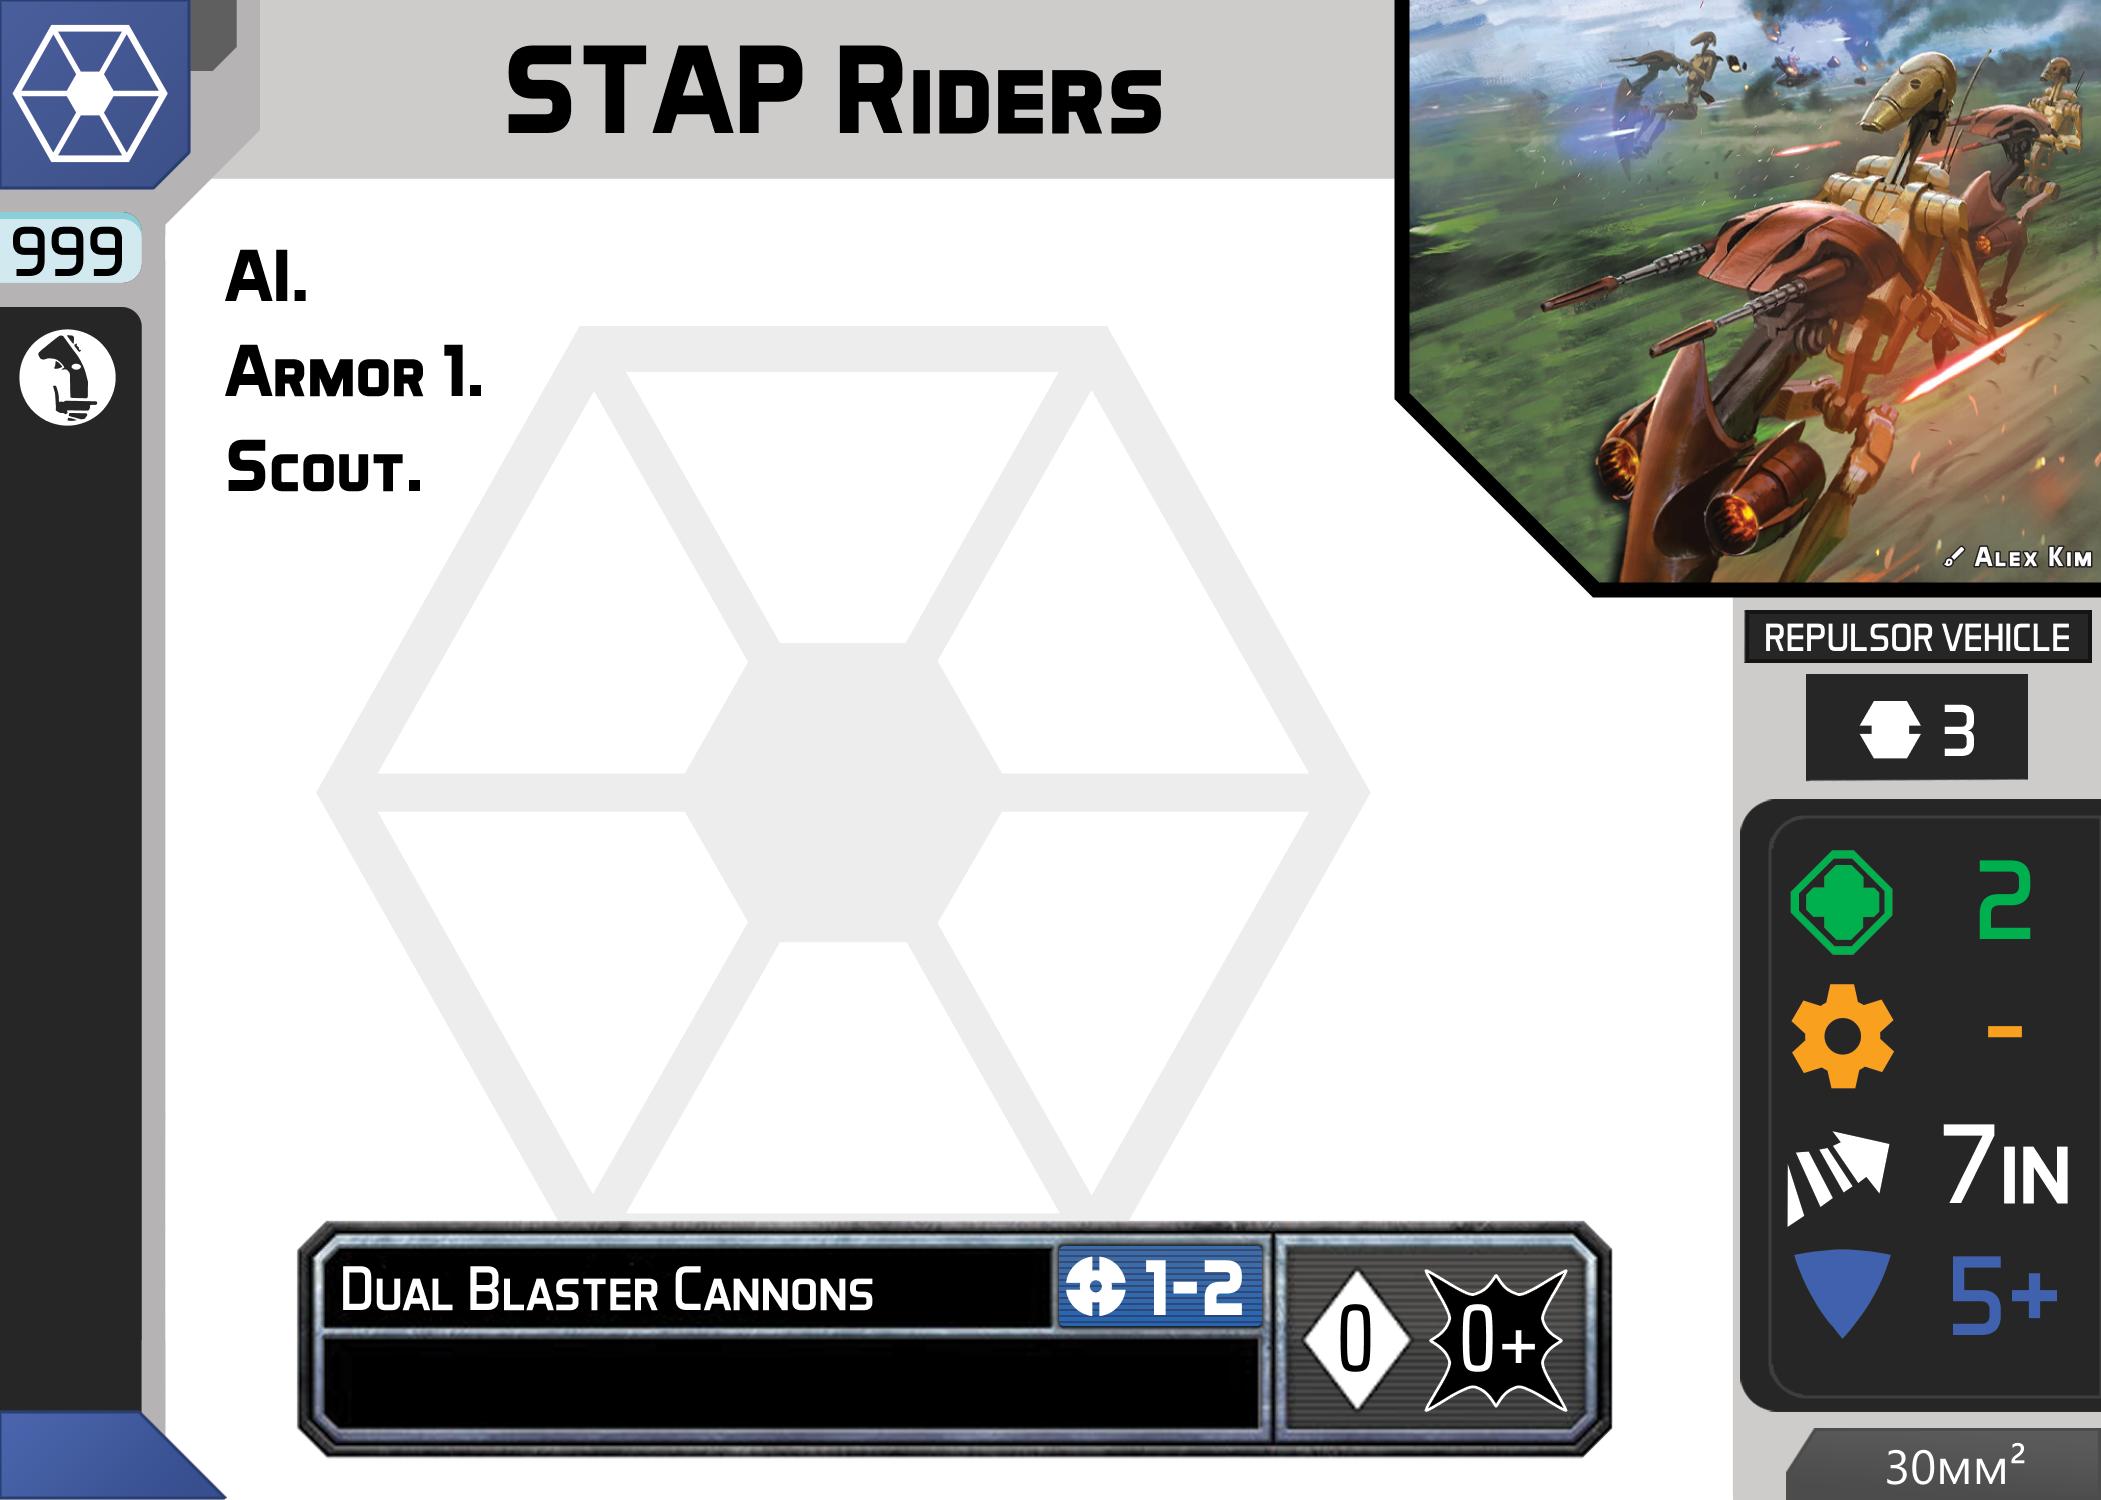 STAP Riders
999
AI.
Armor 1.
Scout.
Alex Kim
REPULSOR VEHICLE
3
2
-
7IN
5+
Dual Blaster Cannons
1-2
0
0+
30MM²